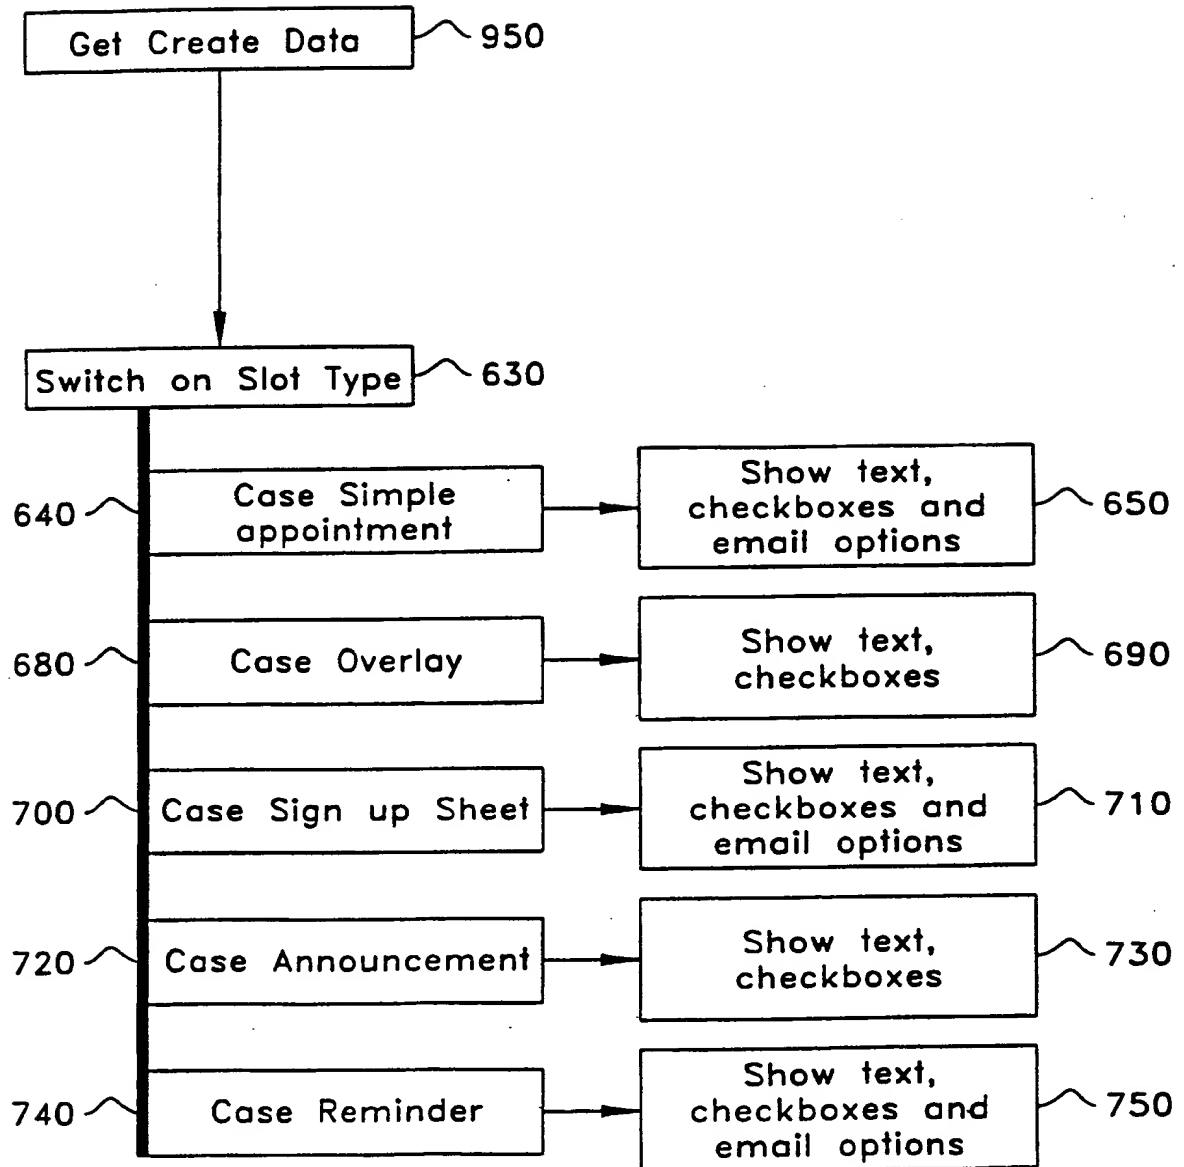 Get Create Data
950
Switch on Slot Type
630
640
Case Simple
appointment
Show text,
checkboxes and
email options
650
680
Case Overlay
Show text,
checkboxes
690
700
Case Sign up Sheet
Show text,
checkboxes and
email options
710
720
Case Announcement
Show text,
checkboxes
730
740
Case Reminder
Show text,
checkboxes and
email options
750